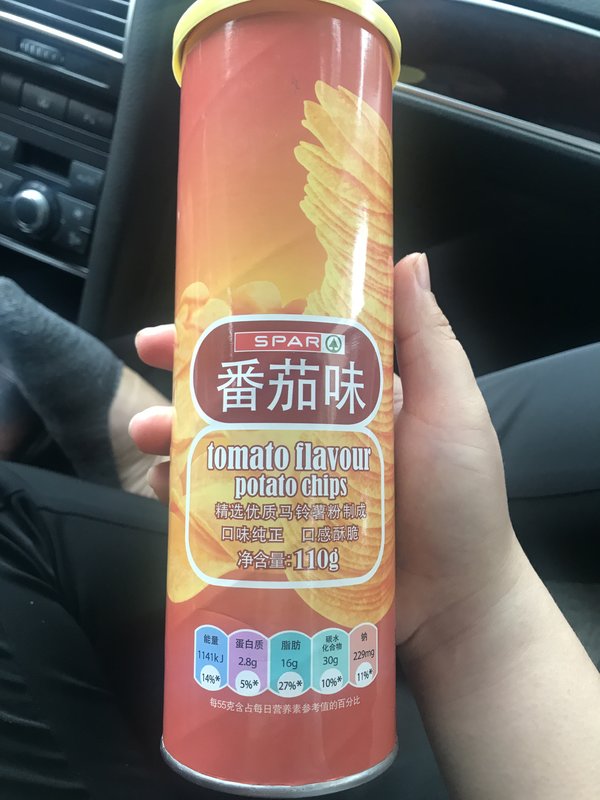 SPAR
番茄味
tomato flavour
potato chips
精选优质马铃薯粉制成
口味纯正 口感酥脆
净含量:110g
能量 蛋白质 脂肪 碳水化合物 钠
1141kJ 2.8g 16g 30g 229mg
14%* 5%* 27%* 10%* 11%*
每55克含占每日营养素参考值的百分比